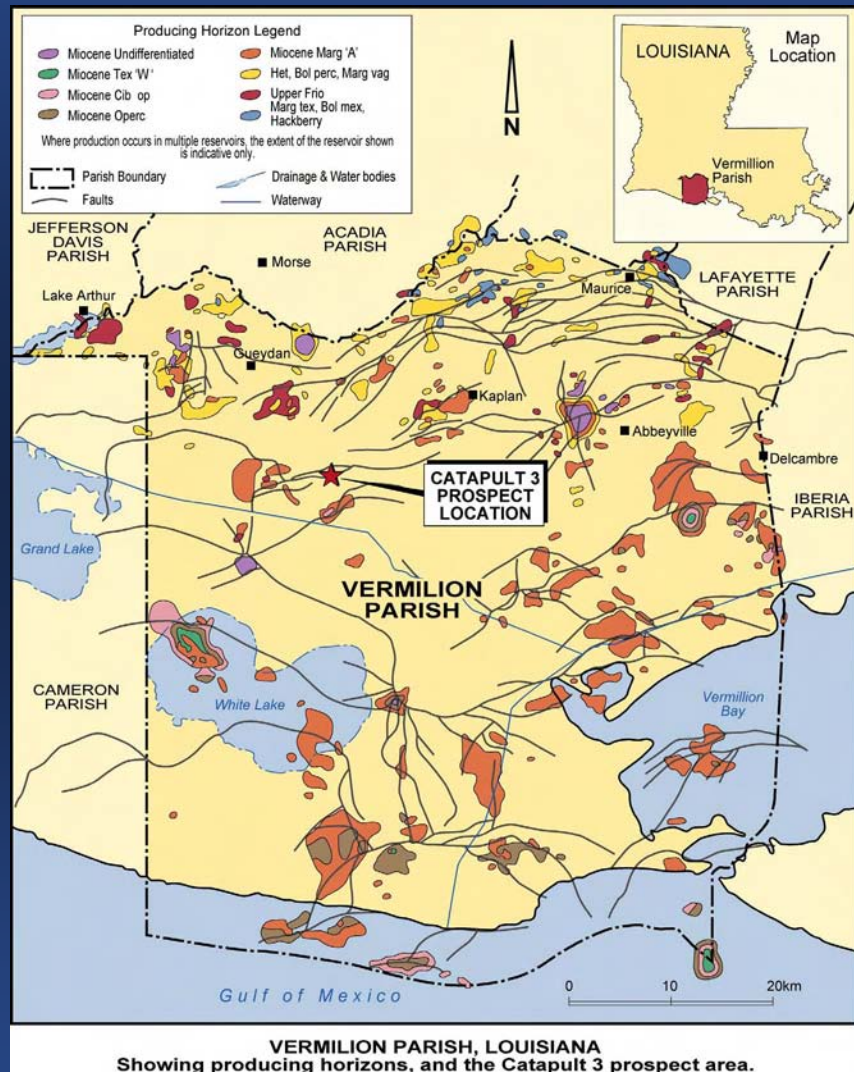 Producing Horizon Legend
Miocene Undifferentiated
Miocene Tex 'W'
Miocene Cib op
Miocene Operc
Miocene Marg 'A'
Het, Bol perc, Marg vag
Upper Frio
Marg tex, Bol mex,
Hackberry
Where production occurs in multiple reservoirs, the extent of the reservoir shown
is indicative only.
Parish Boundary
Faults
Drainage & Water bodies
Waterway
N
LOUISIANA
Map
Location
Vermillion
Parish
JEFFERSON
DAVIS
PARISH
ACADIA
PARISH
Morse
LAFAYETTE
PARISH
Maurice
Lake Arthur
Gueydan
Kaplan
Abbeyville
Delcambre
CATAPULT 3
PROSPECT
LOCATION
IBERIA
PARISH
Grand Lake
VERMILION
PARISH
CAMERON
PARISH
White Lake
Vermillion
Bay
Gulf of Mexico
0 10 20km
VERMILION PARISH, LOUISIANA
Showing producing horizons, and the Catapult 3 prospect area.